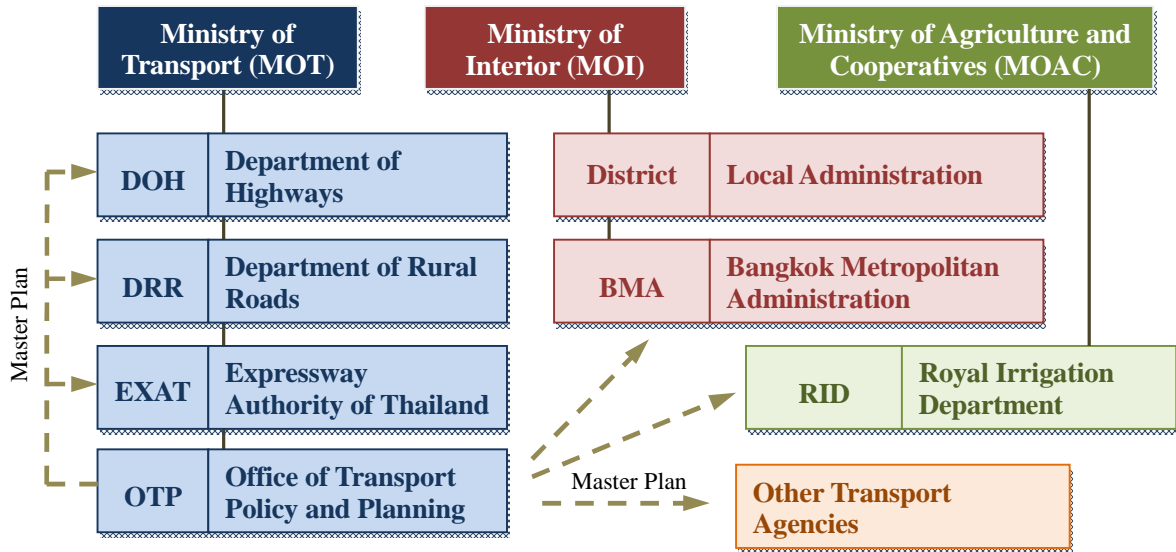 Ministry of
Transport (MOT)
Ministry of
Interior (MOI)
Ministry of Agriculture and
Cooperatives (MOAC)
DOH
Department of
Highways
District
Local Administration
DRR
Department of Rural
Roads
BMA
Bangkok Metropolitan
Administration
Master Plan
EXAT
Expressway
Authority of Thailand
RID
Royal Irrigation
Department
OTP
Office of Transport
Policy and Planning
Master Plan
Other Transport
Agencies